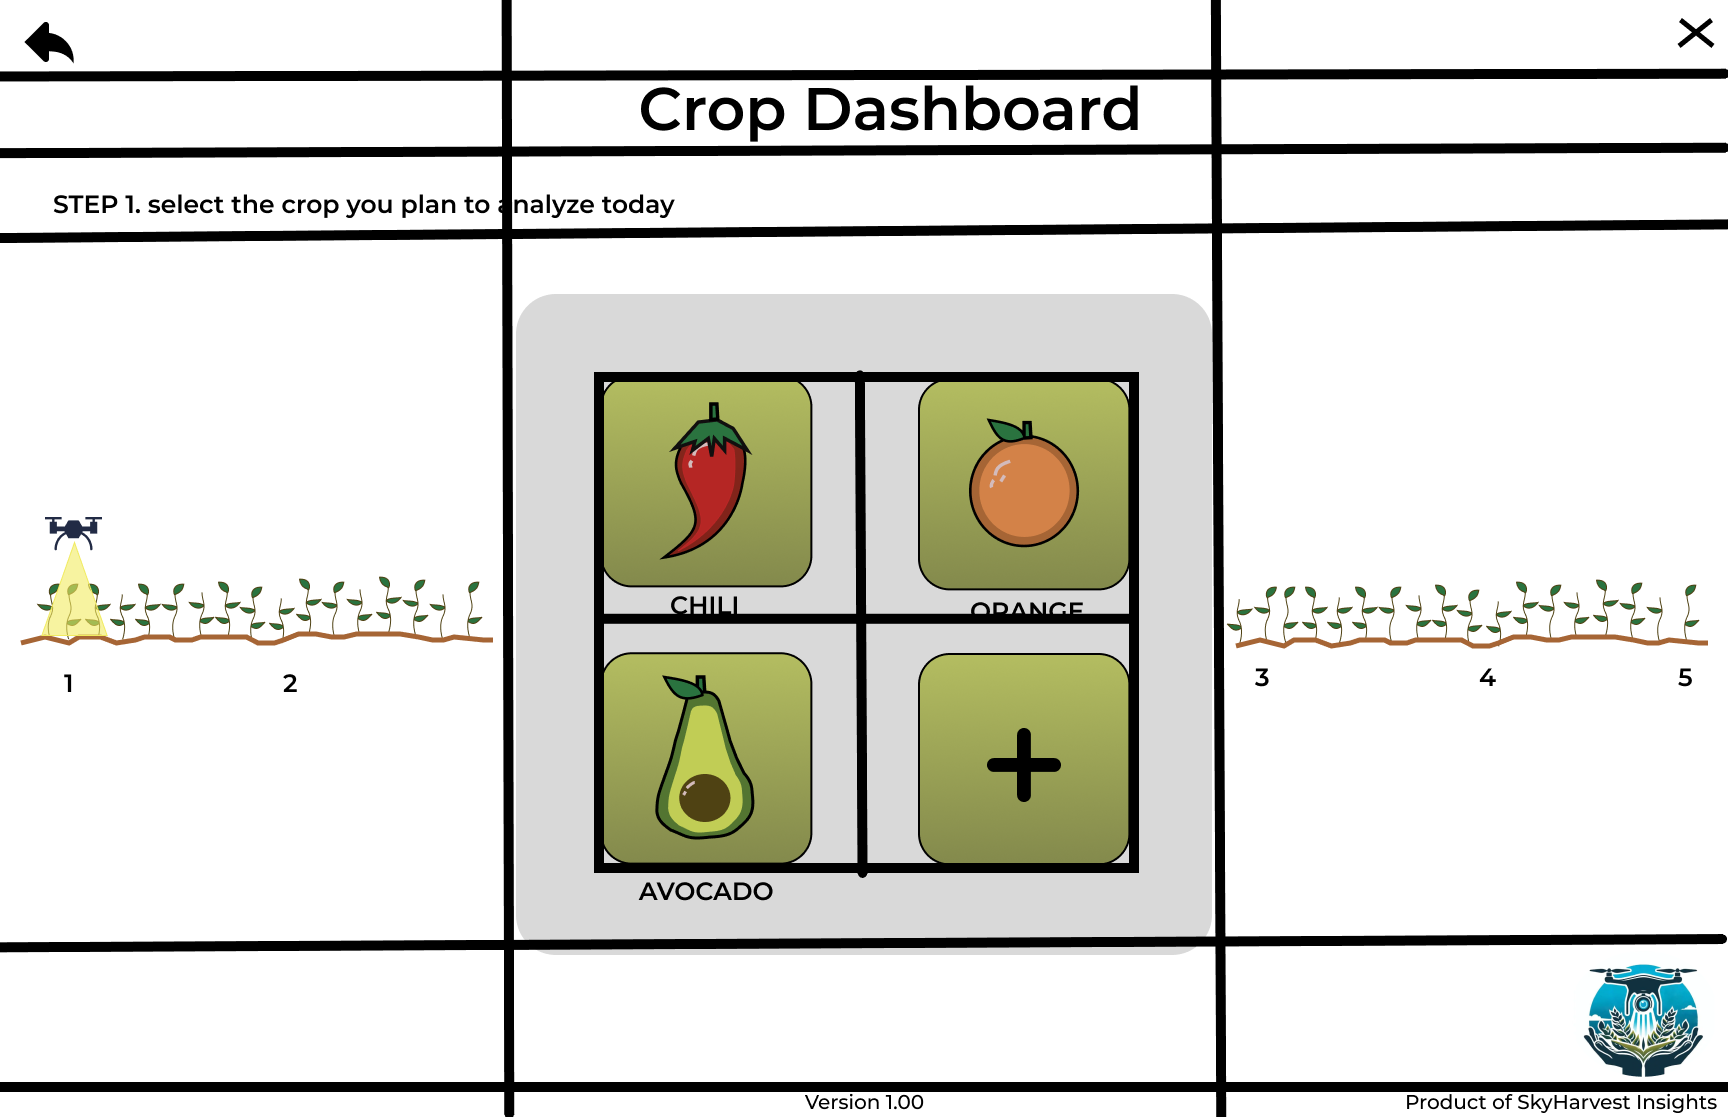 Crop Dashboard
STEP 1. select the crop you plan to analyze today
CHILI
ORANGE
1
2
3
4
5
AVOCADO
Version 1.00
Product of SkyHarvest Insights